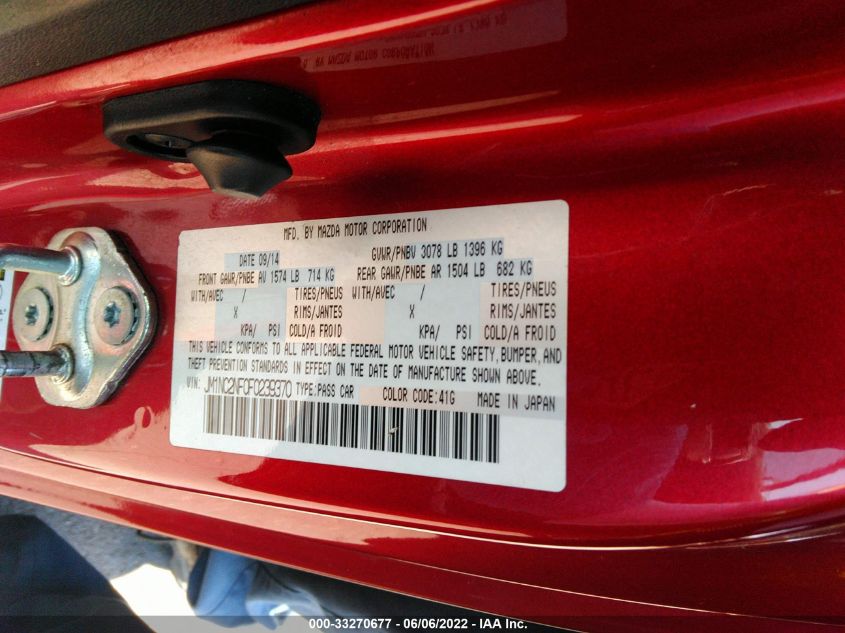 MFD. BY MAZDA MOTOR CORPORATION
DATE 09/14 GVWR/PNBV 3078 LB 1396 KG
FRONT GAWR/PNBE AV 1574 LB 714 KG REAR GAWR/PNBE AR 1504 LB 682 KG
WITH/AVEC / TIRES/PNEUS WITH/AVEC / TIRES/PNEUS
X RIMS/JANTES X RIMS/JANTES
KPA/ PSI COLD/A FROID KPA/ PSI COLD/A FROID
THIS VEHICLE CONFORMS TO ALL APPLICABLE FEDERAL MOTOR VEHICLE SAFETY, BUMPER, AND
THEFT PREVENTION STANDARDS IN EFFECT ON THE DATE OF MANUFACTURE SHOWN ABOVE.
VIN: JM1NC2NF0F0239370 TYPE:PASS CAR COLOR CODE:41G MADE IN JAPAN
000-33270677 - 06/06/2022 - IAA Inc.